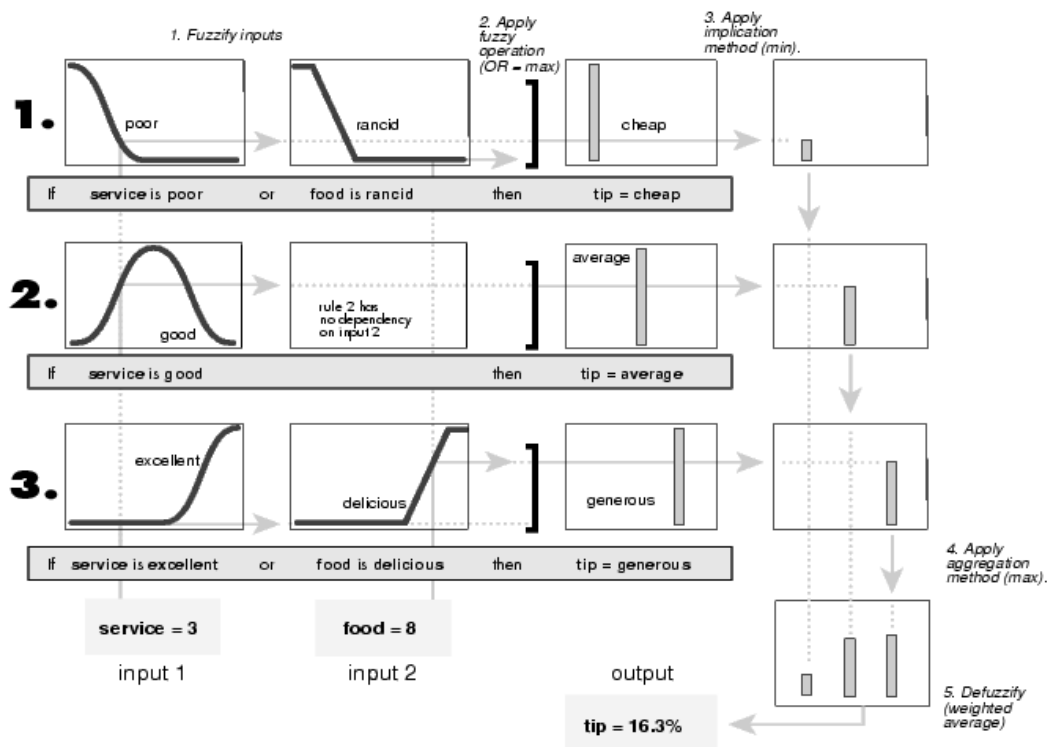 1. Fuzzify inputs
2. Apply
fuzzy
operation
(OR = max)
3. Apply
implication
method (min).
1.
poor
rancid
cheap
If service is poor or food is rancid then tip = cheap
2.
good
rule 2 has
no dependency
on input 2
average
If service is good then tip = average
3.
excellent
delicious
generous
If service is excellent or food is delicious then tip = generous
4. Apply
aggregation
method (max).
service = 3
food = 8
input 1
input 2
output
tip = 16.3%
5. Defuzzify
(weighted
average)